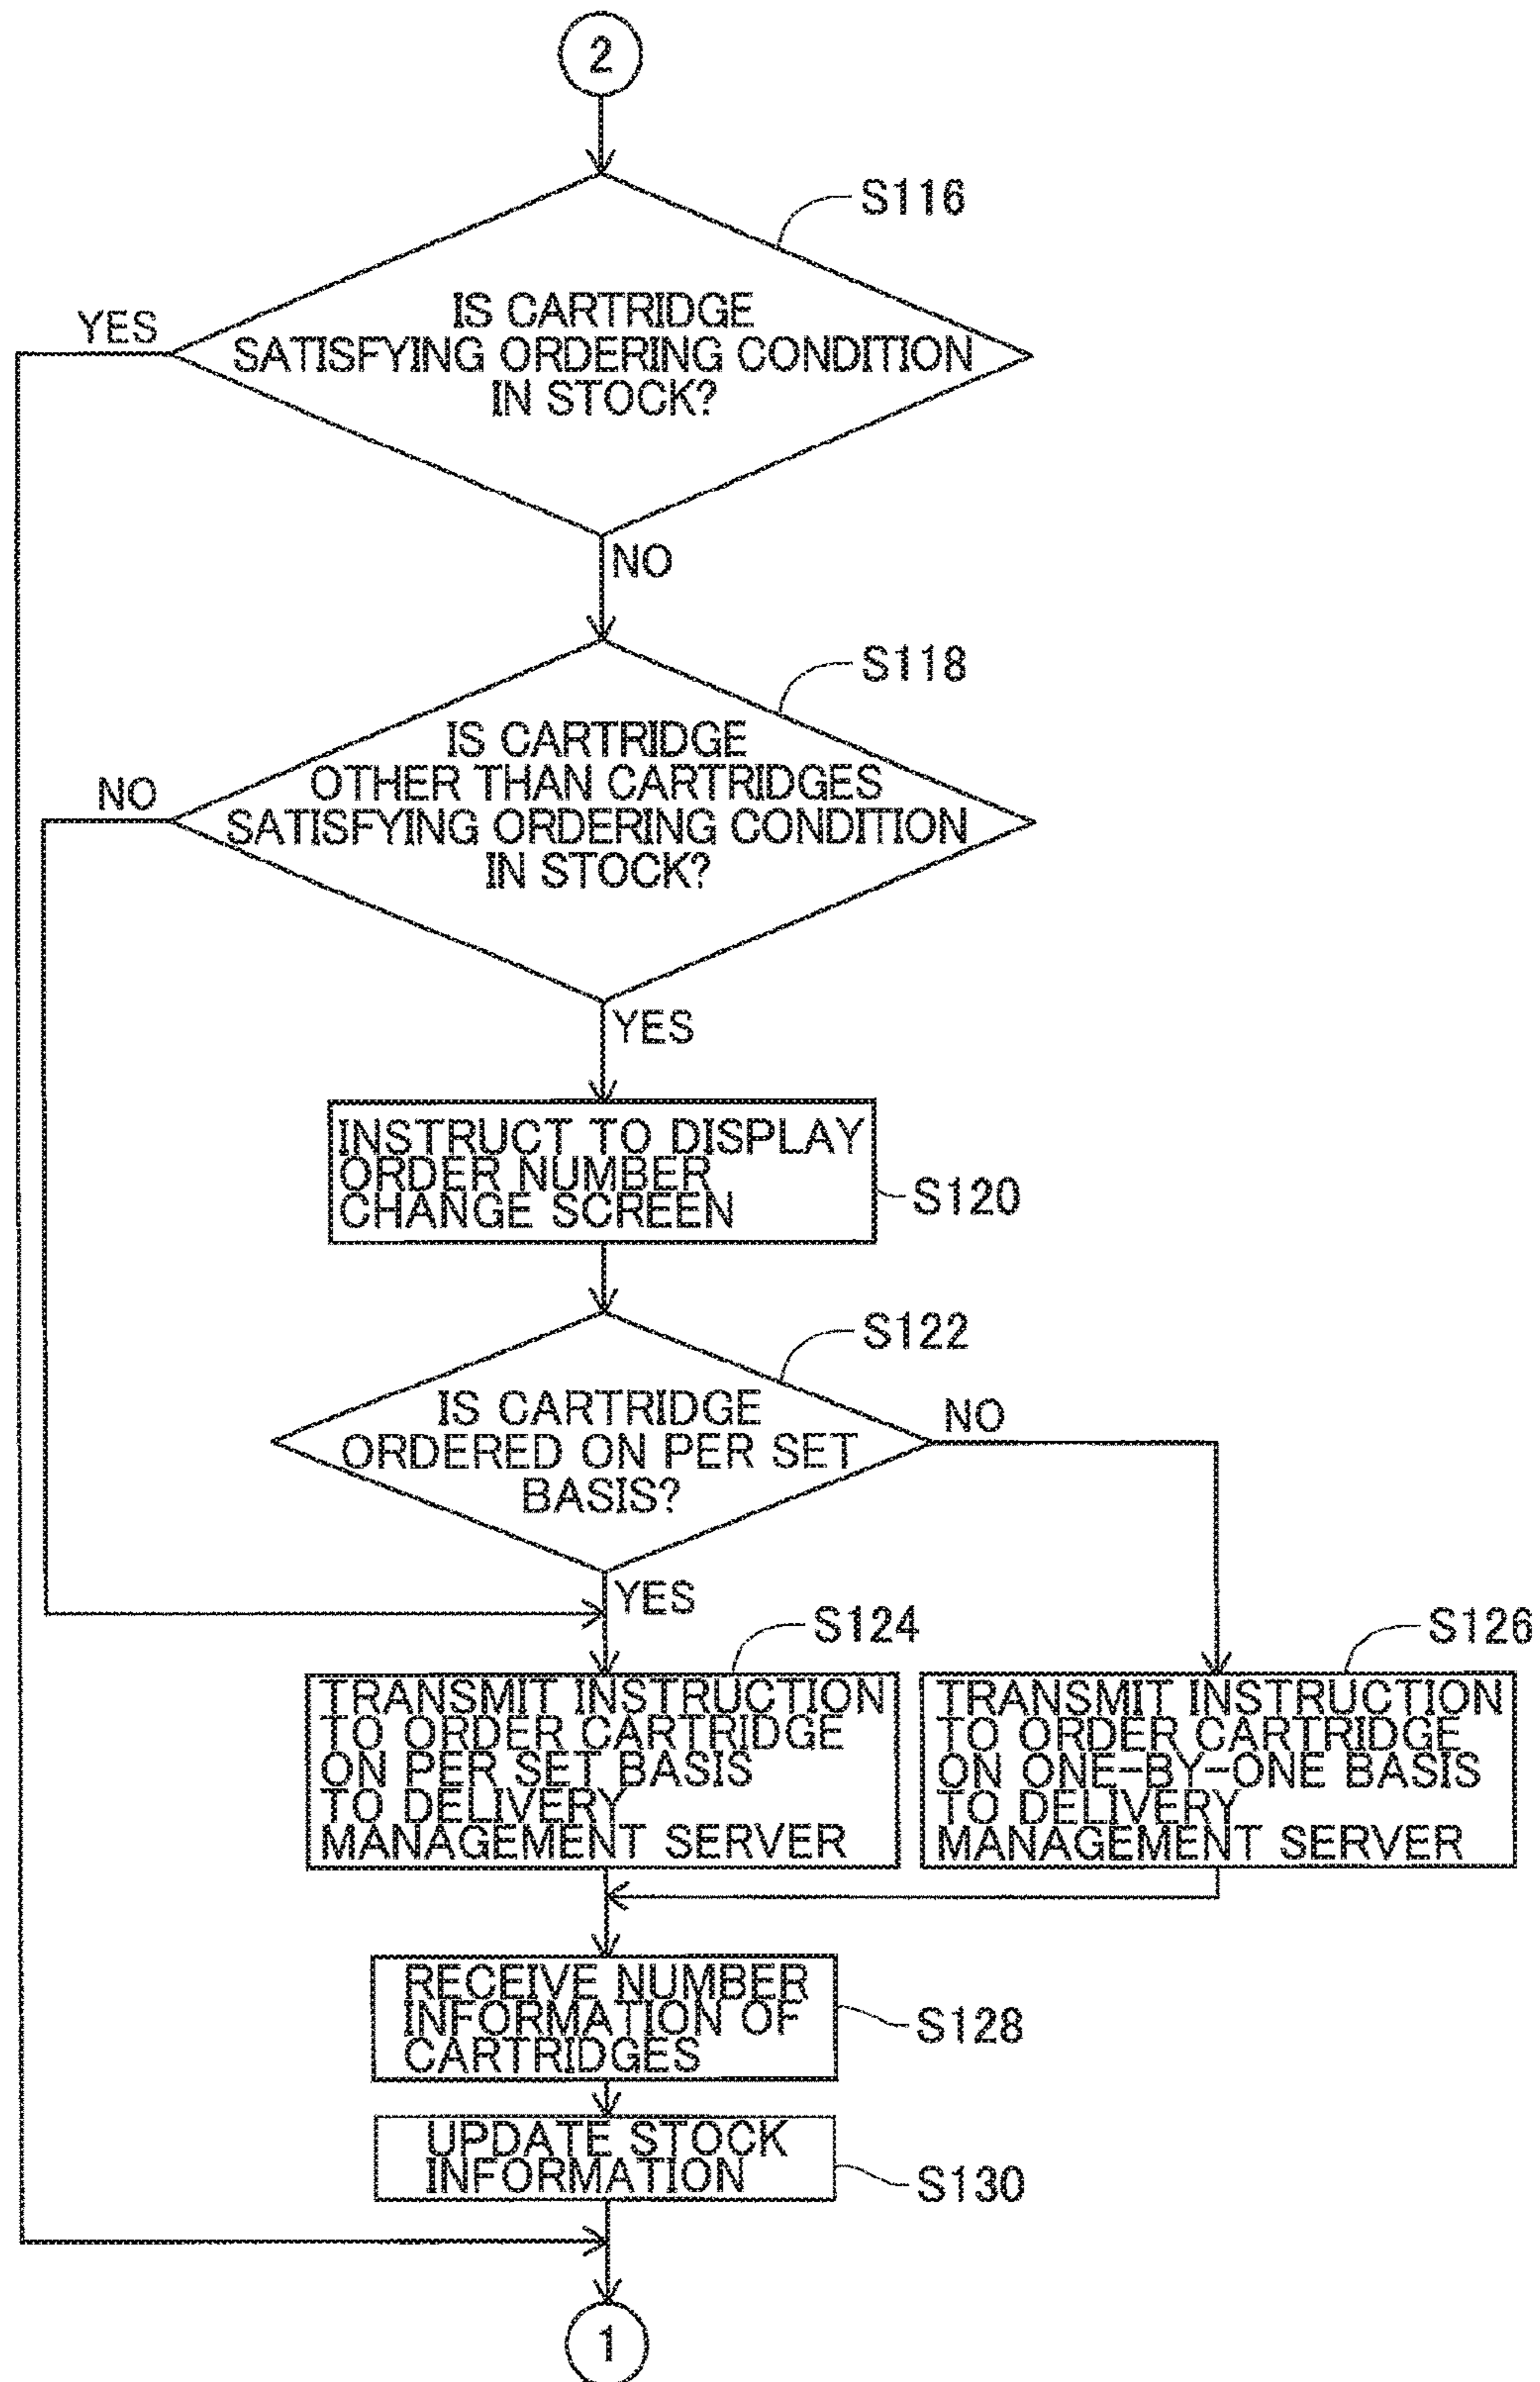 2
S116
IS CARTRIDGE
SATISFYING ORDERING CONDITION
IN STOCK?
YES
NO
S118
IS CARTRIDGE
OTHER THAN CARTRIDGES
SATISFYING ORDERING CONDITION
IN STOCK?
NO
YES
INSTRUCT TO DISPLAY
ORDER NUMBER
CHANGE SCREEN
S120
S122
IS CARTRIDGE
ORDERED ON PER SET
BASIS?
NO
YES
S124
TRANSMIT INSTRUCTION
TO ORDER CARTRIDGE
ON PER SET BASIS
TO DELIVERY
MANAGEMENT SERVER
S126
TRANSMIT INSTRUCTION
TO ORDER CARTRIDGE
ON ONE-BY-ONE BASIS
TO DELIVERY
MANAGEMENT SERVER
RECEIVE NUMBER
INFORMATION OF
CARTRIDGES
S128
UPDATE STOCK
INFORMATION
S130
1